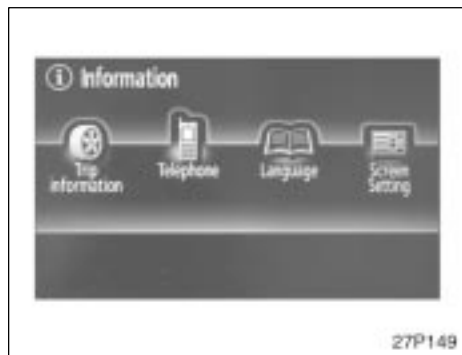 i Information
Trip
information
Telephone
Language
Screen
Setting
27P149